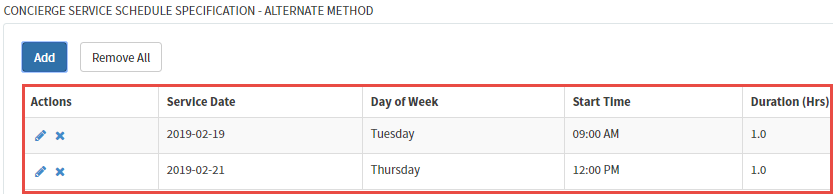 CONCIERGE SERVICE SCHEDULE SPECIFICATION - ALTERNATE METHOD
Add Remove All
Actions Service Date Day of Week Start Time Duration (Hrs)
2019-02-19 Tuesday 09:00 AM 1.0
2019-02-21 Thursday 12:00 PM 1.0